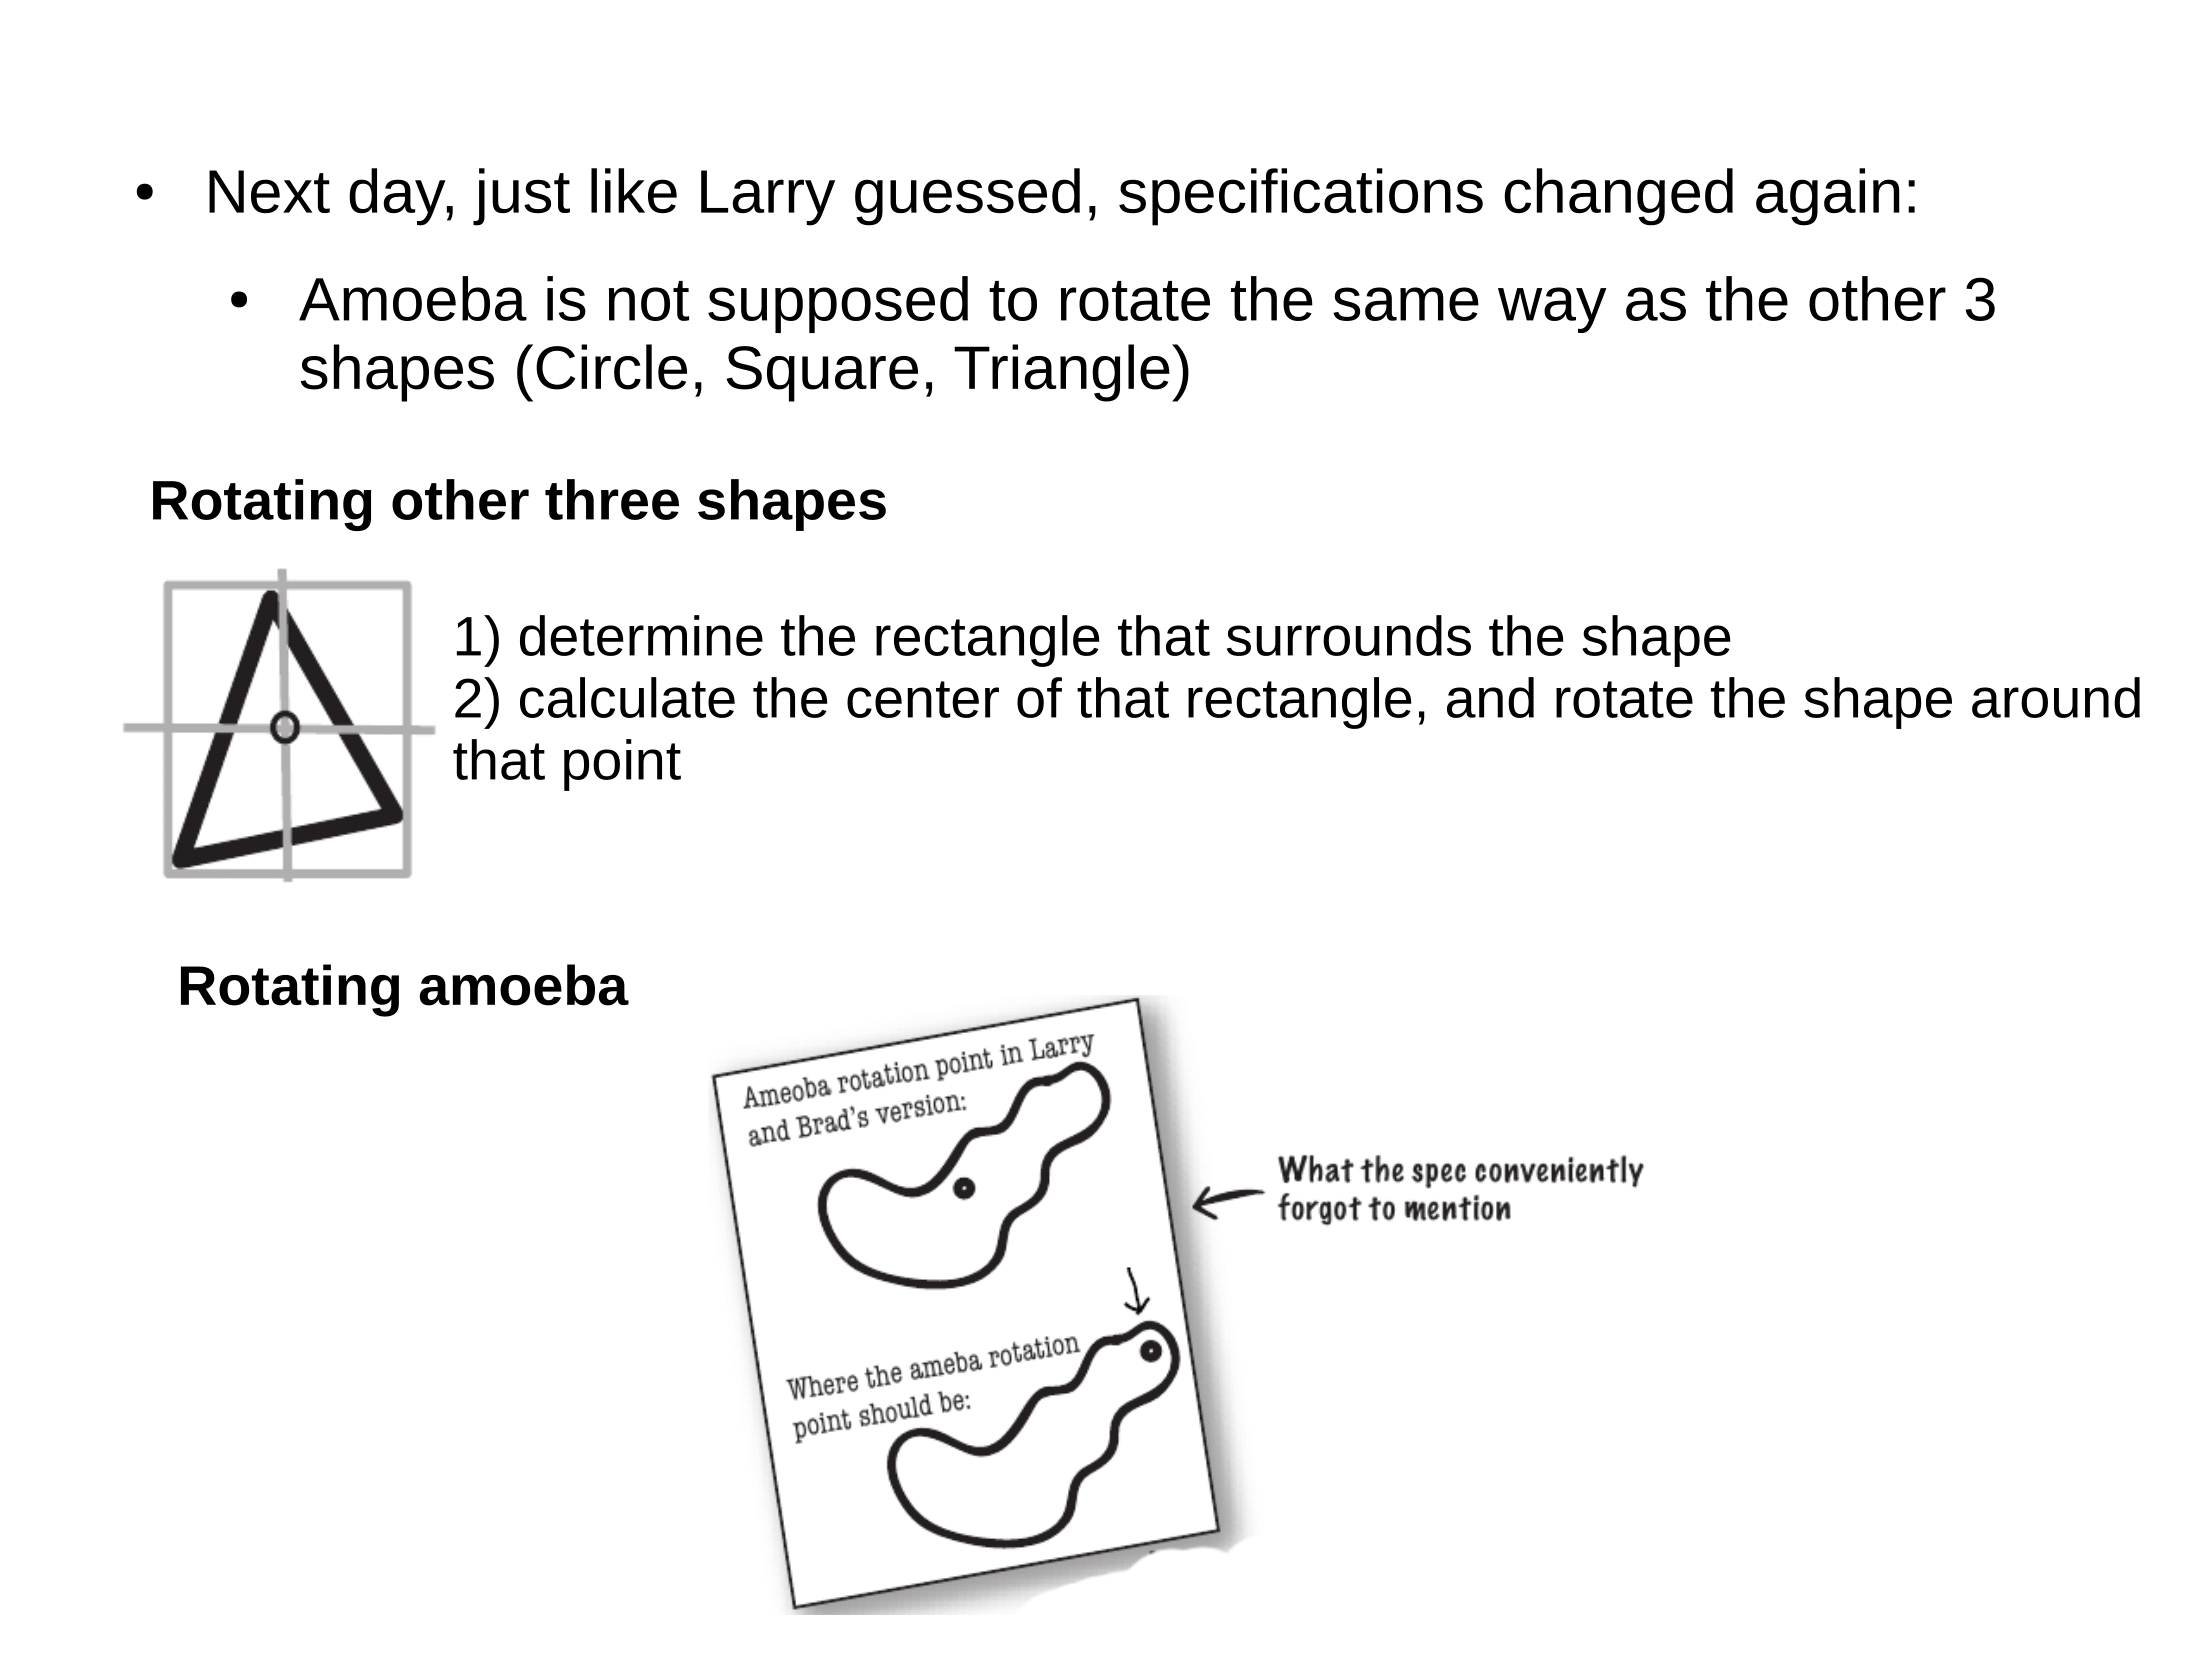 • Next day, just like Larry guessed, specifications changed again:
• Amoeba is not supposed to rotate the same way as the other 3
shapes (Circle, Square, Triangle)
Rotating other three shapes
1) determine the rectangle that surrounds the shape
2) calculate the center of that rectangle, and rotate the shape around
that point
Rotating amoeba
Ameoba rotation point in Larry
and Brad's version:
What the spec conveniently
forgot to mention
Where the ameba rotation
point should be: